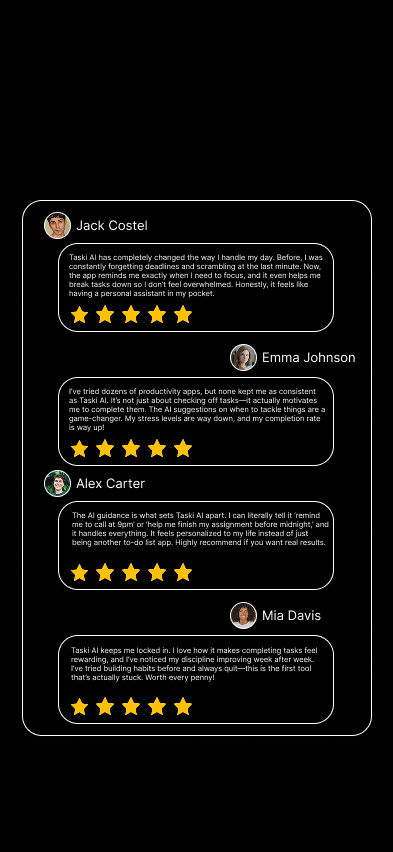 Jack Costel
Taski AI has completely changed the way I handle my day. Before, I was
constantly forgetting deadlines and scrambling at the last minute. Now,
the app reminds me exactly when I need to focus, and it even helps me
break tasks down so I don't feel overwhelmed. Honestly, it feels like
having a personal assistant in my pocket.
Emma Johnson
I've tried dozens of productivity apps, but none kept me as consistent
as Taski AI. It's not just about checking off tasks—it actually motivates
me to complete them. The AI suggestions on when to tackle things are a
game-changer. My stress levels are way down, and my completion rate
is way up!
Alex Carter
The AI guidance is what sets Taski AI apart. I can literally tell it 'remind
me to call at 9pm' or 'help me finish my assignment before midnight,' and
it handles everything. It feels personalized to my life instead of just
being another to-do list app. Highly recommend if you want real results.
Mia Davis
Taski AI keeps me locked in. I love how it makes completing tasks feel
rewarding, and I've noticed my discipline improving week after week.
I've tried building habits before and always quit—this is the first tool
that's actually stuck. Worth every penny!